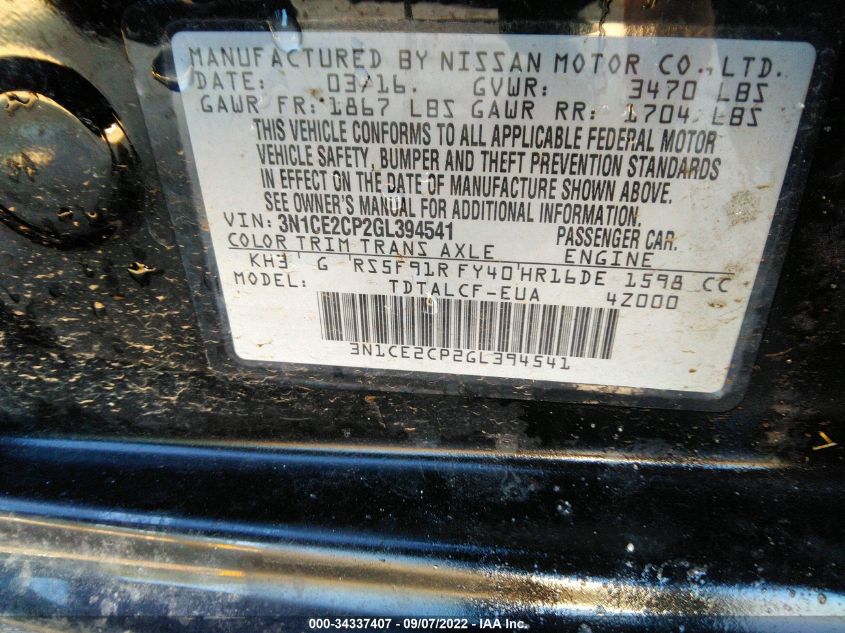 MANUFACTURED BY NISSAN MOTOR CO., LTD.
DATE: 03/16. GVWR: 3470 LBS
GAWR FR: 1867 LBS GAWR RR: 1704 LBS
THIS VEHICLE CONFORMS TO ALL APPLICABLE FEDERAL MOTOR
VEHICLE SAFETY, BUMPER AND THEFT PREVENTION STANDARDS
IN EFFECT ON THE DATE OF MANUFACTURE SHOWN ABOVE.
SEE OWNER'S MANUAL FOR ADDITIONAL INFORMATION.
VIN: 3N1CE2CP2GL394541 PASSENGER CAR.
COLOR TRIM TRANS AXLE ENGINE
KH3 G RS5F91R FY40 HR16DE 1598 CC
MODEL: TDTALCF-EUA 4Z000
3N1CE2CP2GL394541
000-34337407 - 09/07/2022 - IAA Inc.